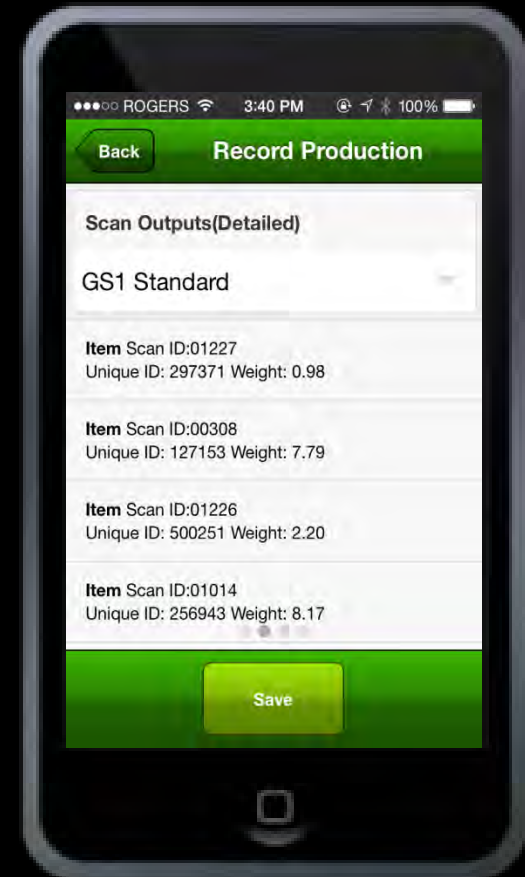 ROGERS 3:40 PM 100%
Back Record Production
Scan Outputs(Detailed)
GS1 Standard
Item Scan ID:01227
Unique ID: 297371 Weight: 0.98
Item Scan ID:00308
Unique ID: 127153 Weight: 7.79
Item Scan ID:01226
Unique ID: 500251 Weight: 2.20
Item Scan ID:01014
Unique ID: 256943 Weight: 8.17
Save